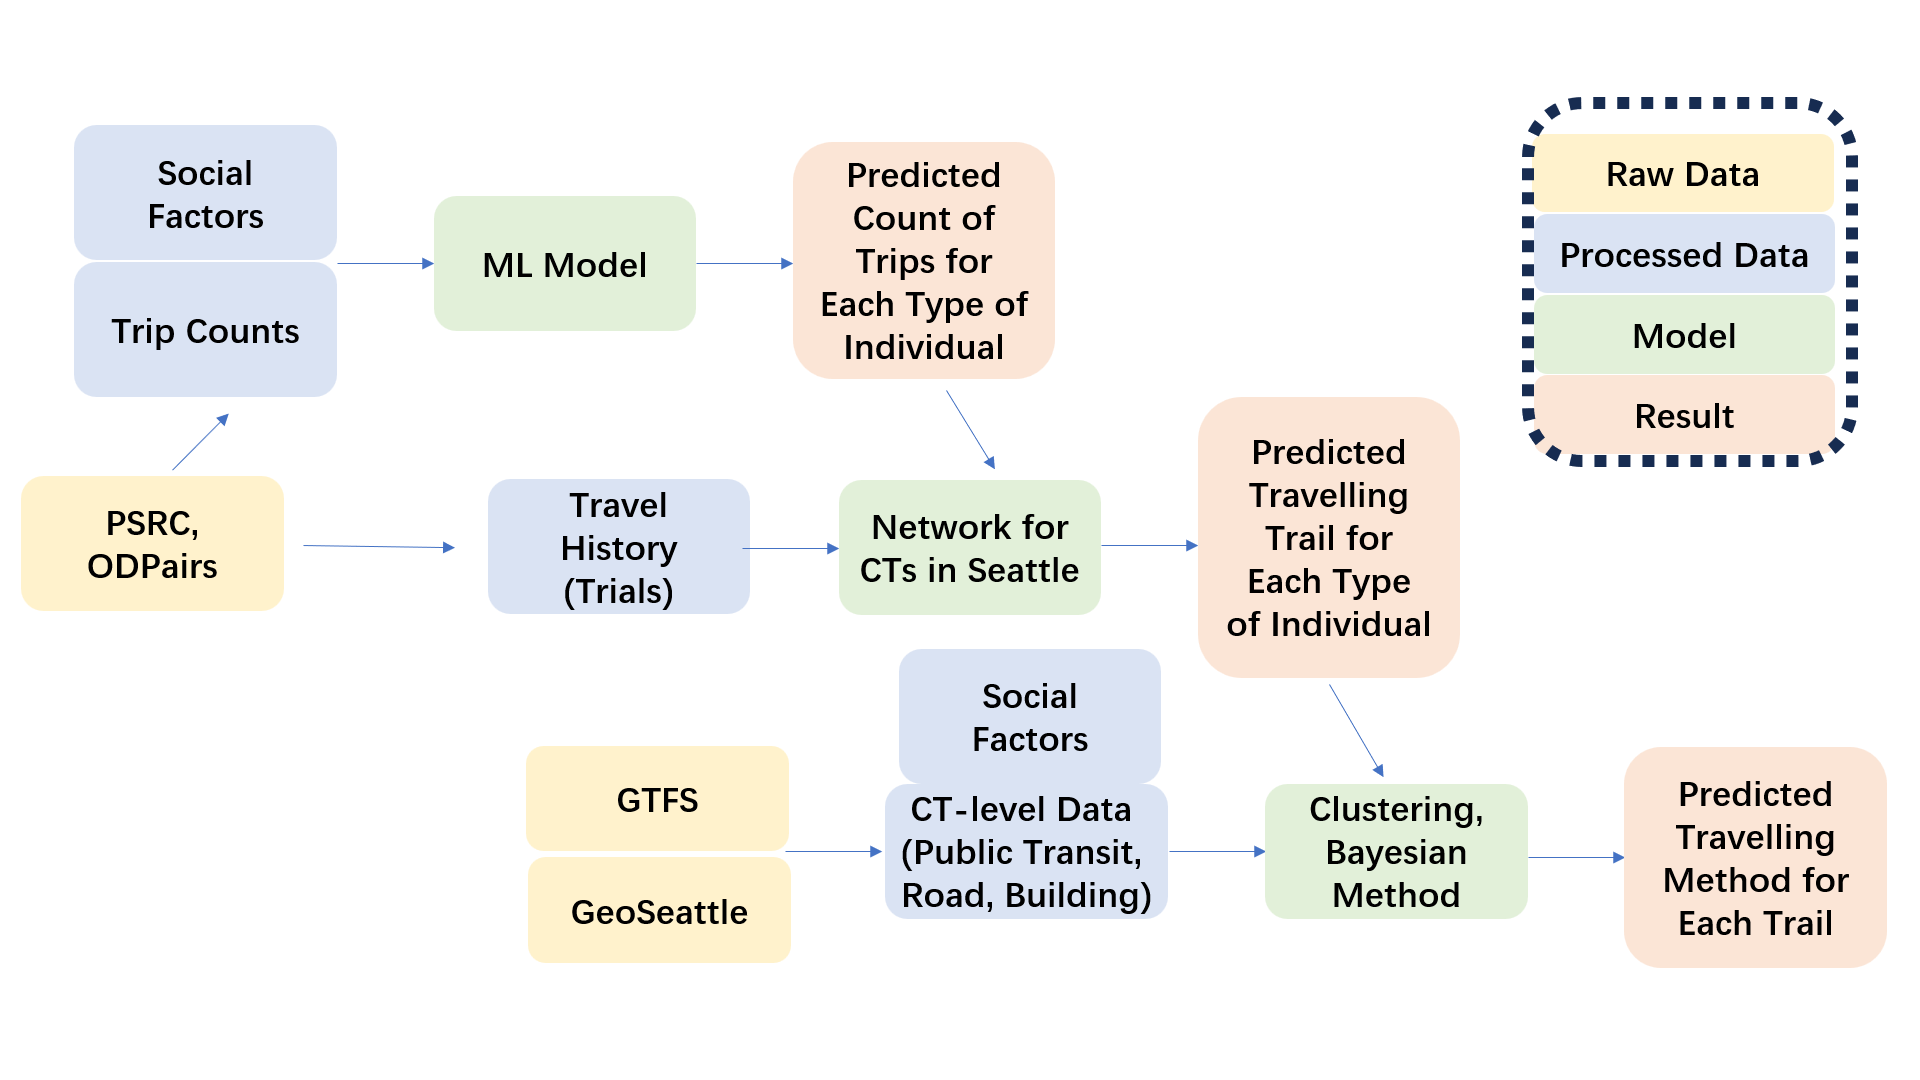 Social
Factors
Trip Counts
ML Model
Predicted
Count of
Trips for
Each Type of
Individual
Raw Data
Processed Data
Model
Result
PSRC,
ODPairs
Travel
History
(Trials)
Network for
CTs in Seattle
Predicted
Travelling
Trail for
Each Type
of Individual
Social
Factors
GTFS
GeoSeattle
CT-level Data
(Public Transit,
Road, Building)
Clustering,
Bayesian
Method
Predicted
Travelling
Method for
Each Trail